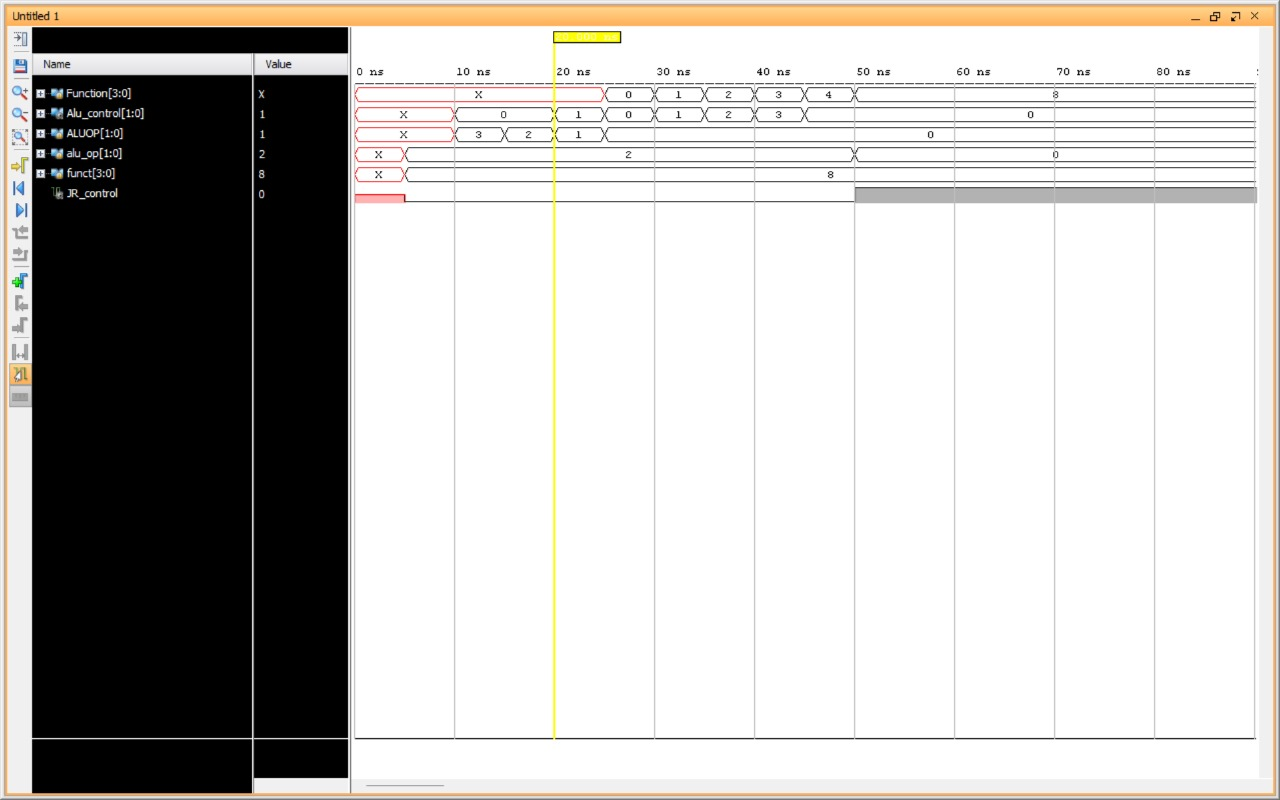 Untitled 1
Name Value
0 ns 10 ns 20 ns 30 ns 40 ns 50 ns 60 ns 70 ns 80 ns
Function[3:0] X X 0 1 2 3 4 8
Alu_control[1:0] 1 X 0 1 0 1 2 3 0
ALUOP[1:0] 1 X 3 2 1 0
alu_op[1:0] 2 X 2 0
funct[3:0] 8 X 8
JR_control 0